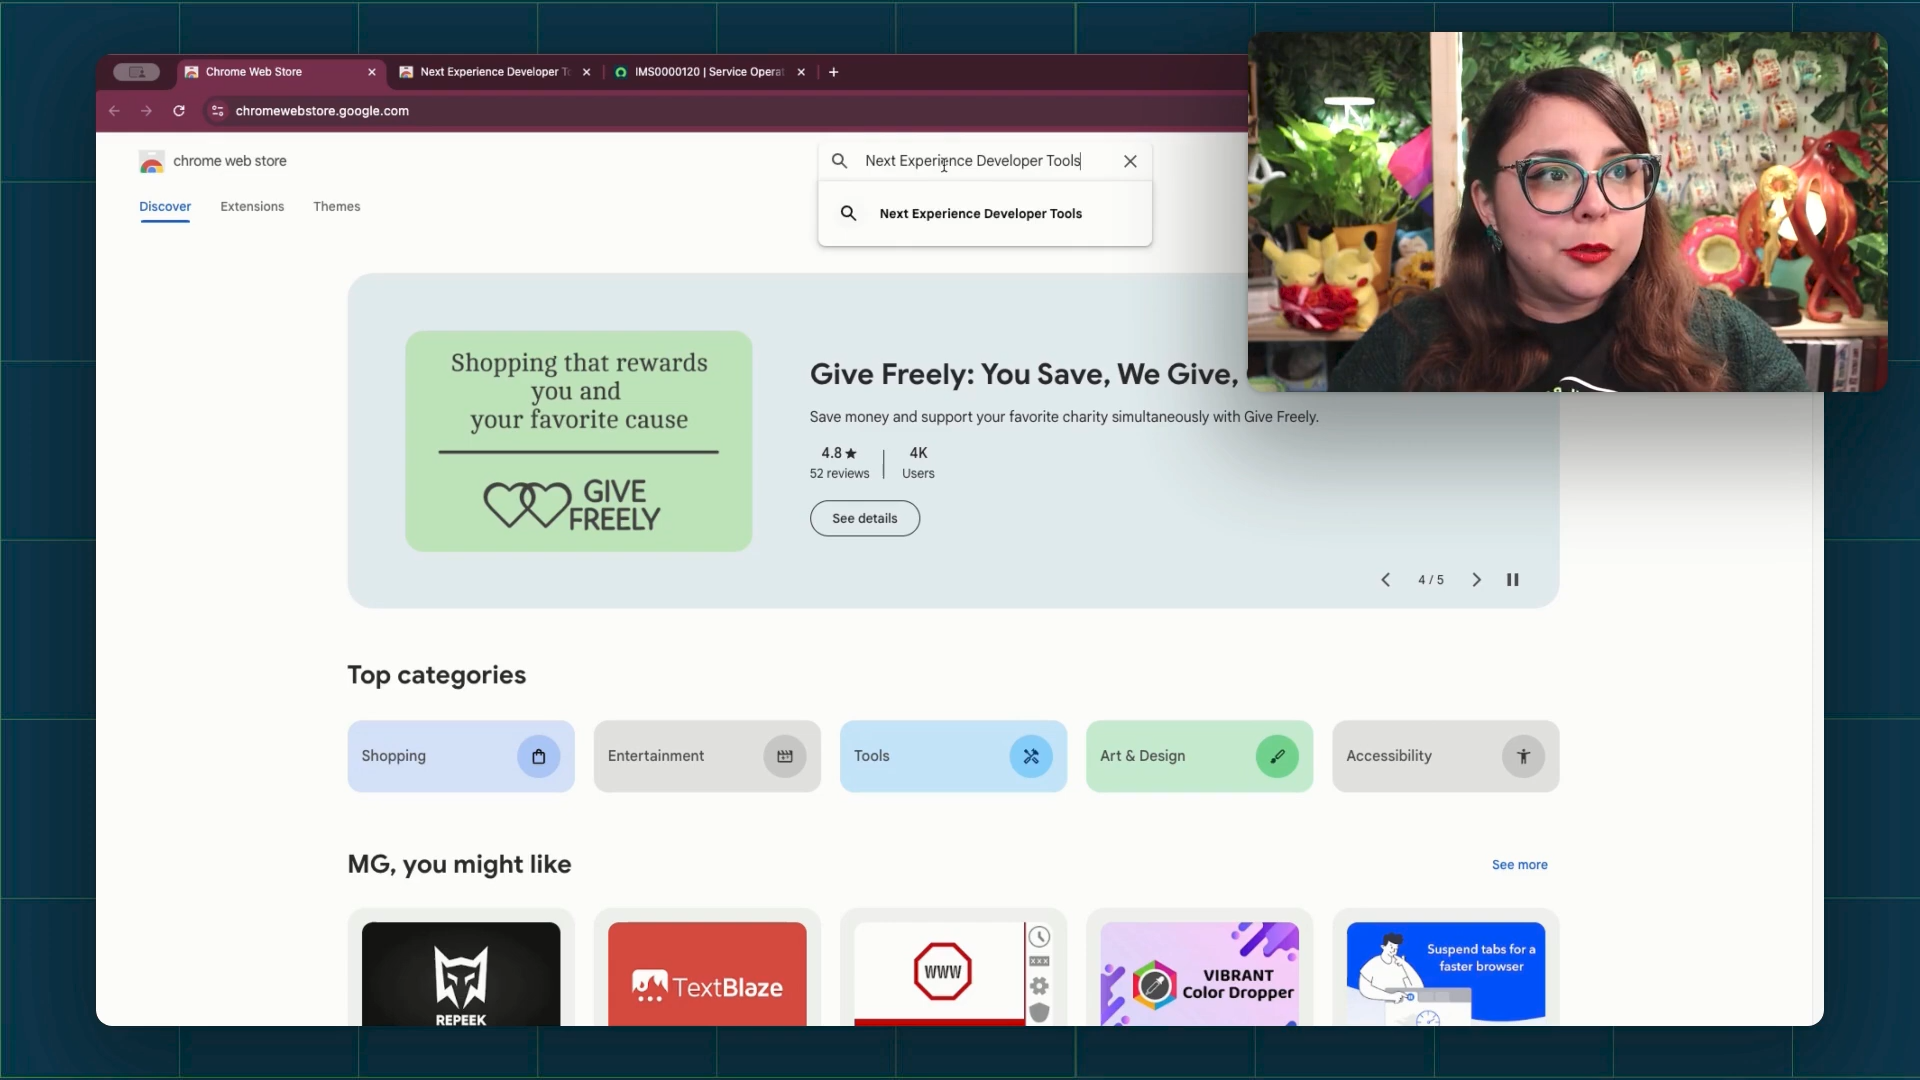 Chrome Web Store
Next Experience Developer To
IMS0000120 | Service Operat
chromewebstore.google.com
chrome web store
Next Experience Developer Tools
Discover
Extensions
Themes
Next Experience Developer Tools
Shopping that rewards
you and
your favorite cause
GIVE
FREELY
Give Freely: You Save, We Give,
Save money and support your favorite charity simultaneously with Give Freely.
4.8★
4K
52 reviews
Users
See details
4 / 5
Top categories
Shopping
Entertainment
Tools
Art & Design
Accessibility
MG, you might like
See more
REPEEK
TextBlaze
WWW
XXX
VIBRANT
Color Dropper
Suspend tabs for a
faster browser